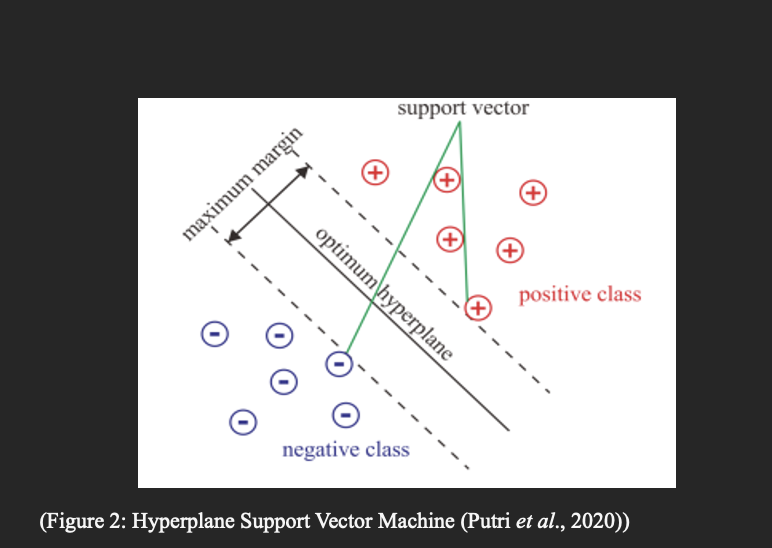 support vector
maximum margin
optimum hyperplane
positive class
negative class
(Figure 2: Hyperplane Support Vector Machine (Putri et al., 2020))